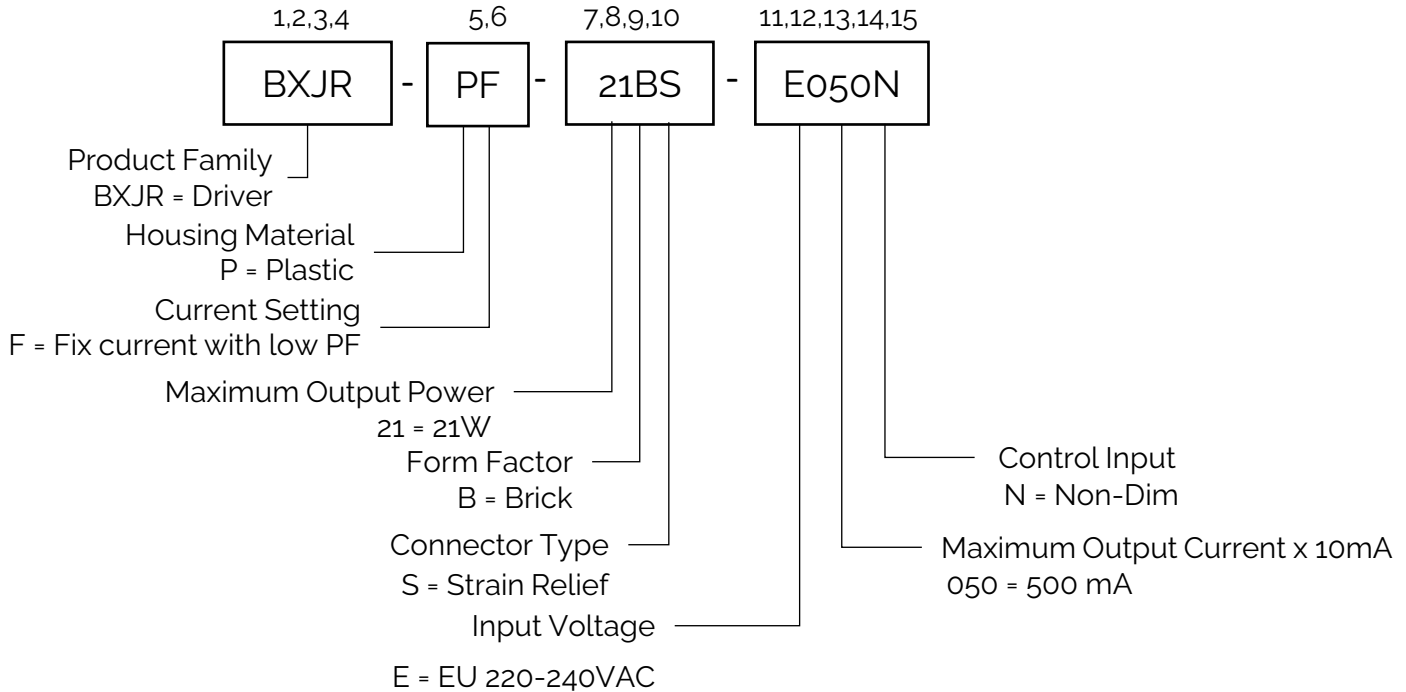 1,2,3,4 5,6 7,8,9,10 11,12,13,14,15
BXJR - PF - 21BS - E050N
Product Family
BXJR = Driver
Housing Material
P = Plastic
Current Setting
F = Fix current with low PF
Maximum Output Power
21 = 21W
Form Factor
B = Brick
Connector Type
S = Strain Relief
Input Voltage
E = EU 220-240VAC
Control Input
N = Non-Dim
Maximum Output Current x 10mA
050 = 500 mA